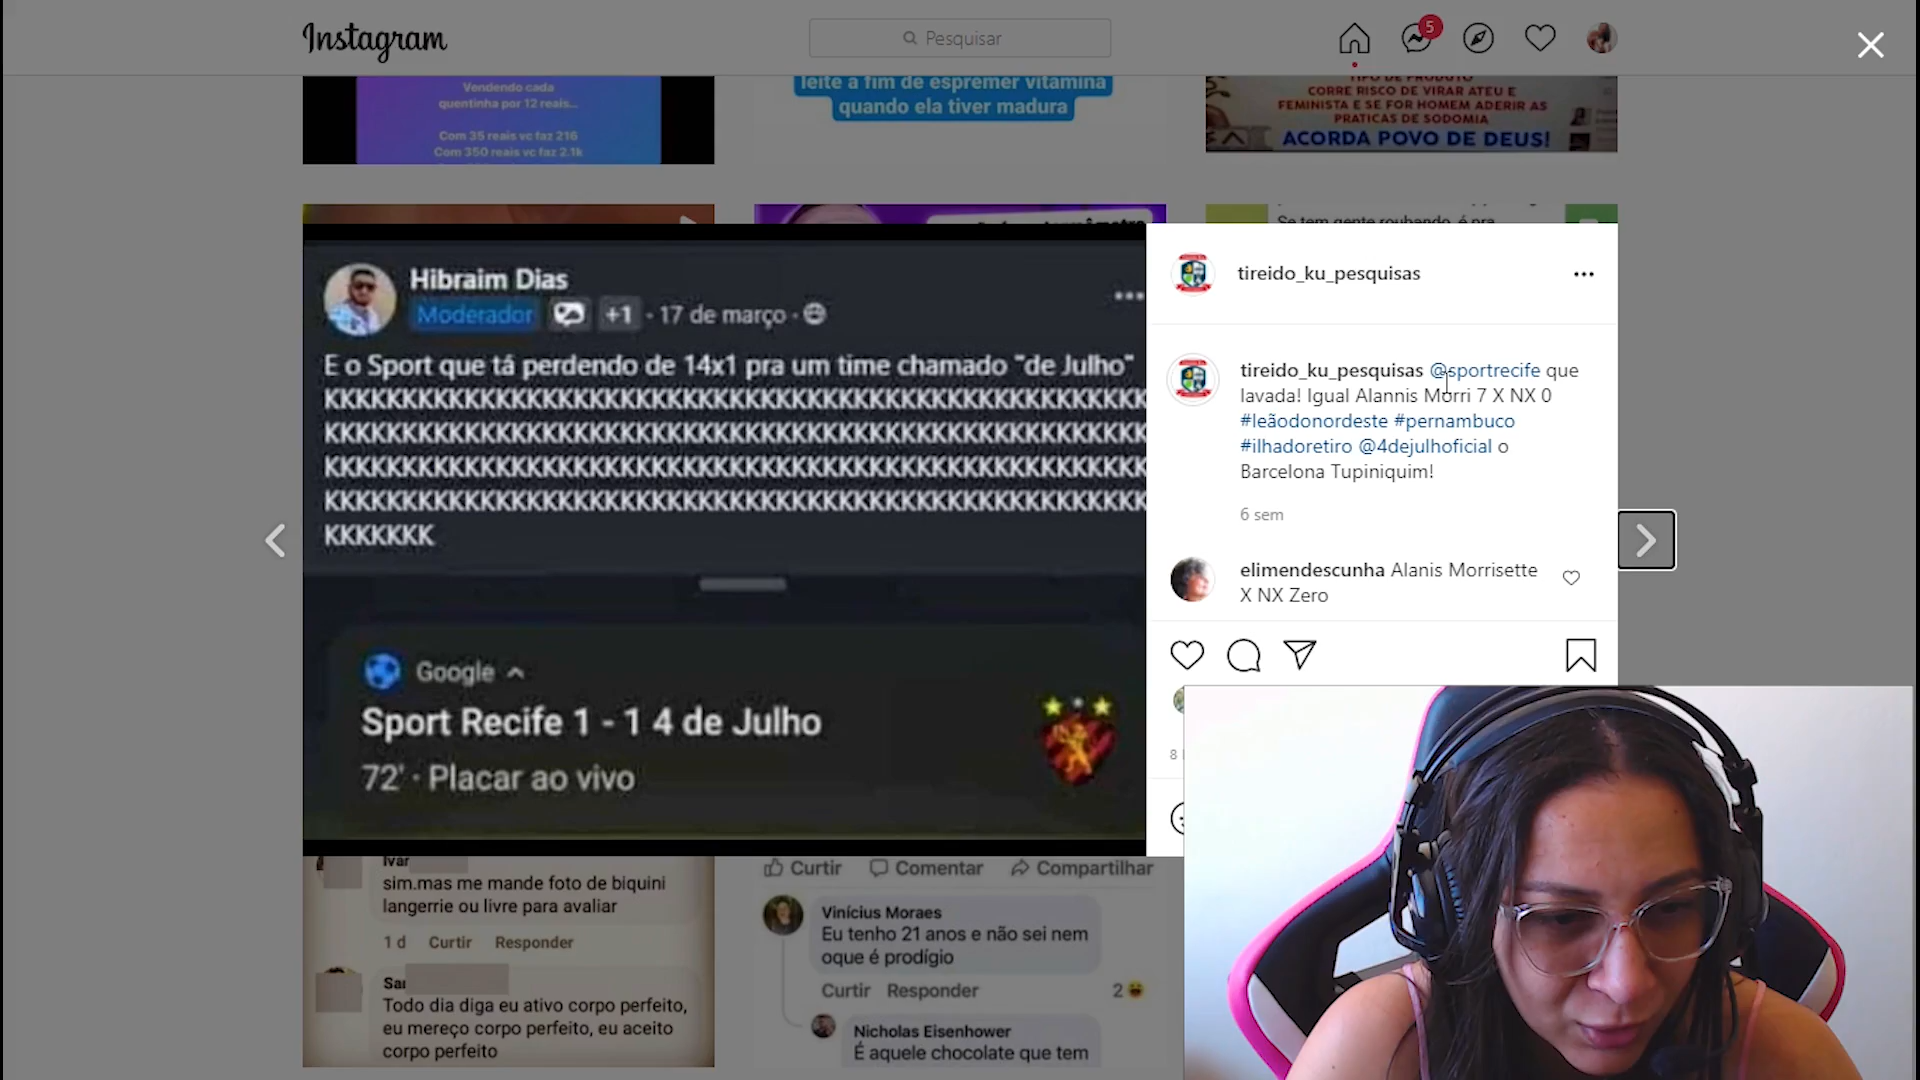 Instagram
Pesquisar
5
Vendendo cada
quentinha por 12 reais...
Com 35 reais vc faz 216
Com 350 reais vc faz 2.1k
leite a fim de espremer vitamina
quando ela tiver madura
TIPO DE PRODUTO
CORRE RISCO DE VIRAR ATEU E
FEMINISTA E SE FOR HOMEM ADERIR AS
PRATICAS DE SODOMIA
ACORDA POVO DE DEUS!
Se tem gente roubando, é pra
Hibraim Dias
Moderador +1 · 17 de março ·
E o Sport que tá perdendo de 14x1 pra um time chamado "de Julho"
KKKKKKKKKKKKKKKKKKKKKKKKKKKKKKKKKKKKKKKKKKKKKKKKKKKKKK
KKKKKKKKKKKKKKKKKKKKKKKKKKKKKKKKKKKKKKKKKKKKKKKKKKKKKK
KKKKKKKKKKKKKKKKKKKKKKKKKKKKKKKKKKKKKKKKKKKKKKKKKKKKKK
KKKKKKKKKKKKKKKKKKKKKKKKKKKKKKKKKKKKKKKKKKKKKKKKKKKKKK
KKKKKKK
Google
Sport Recife 1 - 1 4 de Julho
72' · Placar ao vivo
tireido_ku_pesquisas
tireido_ku_pesquisas @sportrecife que
lavada! Igual Alannis Morri 7 X NX 0
#leãodonordeste #pernambuco
#ilhadoretiro @4dejulhoficial o
Barcelona Tupiniquim!
6 sem
elimendescunha Alanis Morrisette
X NX Zero
8
Ivar
sim.mas me mande foto de biquini
langerrie ou livre para avaliar
1 d Curtir Responder
Sai
Todo dia diga eu ativo corpo perfeito,
eu mereço corpo perfeito, eu aceito
corpo perfeito
Curtir Comentar Compartilhar
Vinícius Moraes
Eu tenho 21 anos e não sei nem
oque é prodígio
Curtir Responder 2
Nicholas Eisenhower
É aquele chocolate que tem